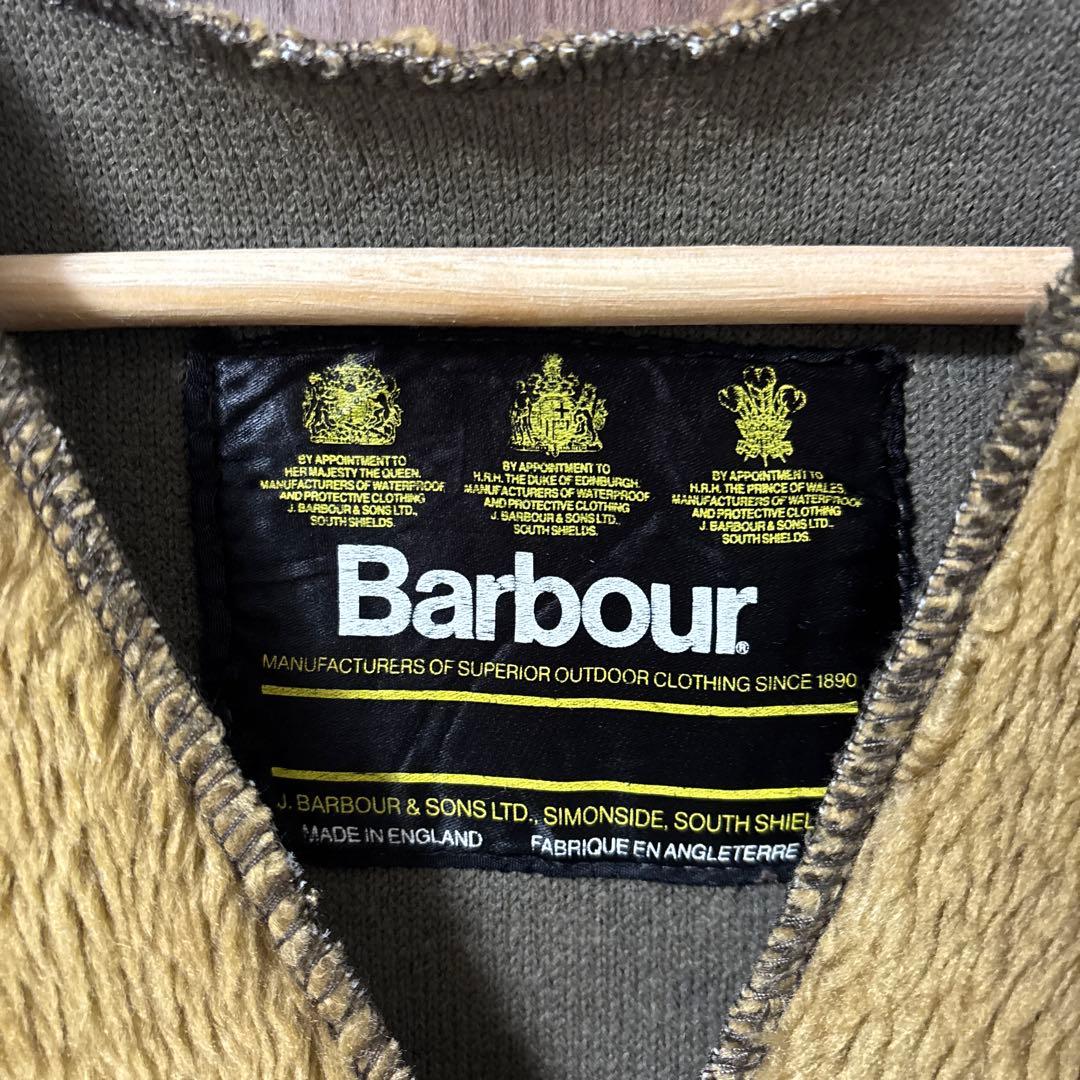 BY APPOINTMENT TO
HER MAJESTY THE QUEEN.
MANUFACTURERS OF WATERPROOF
AND PROTECTIVE CLOTHING
J. BARBOUR & SONS LTD.,
SOUTH SHIELDS.
BY APPOINTMENT TO
H.R.H. THE DUKE OF EDINBURGH.
MANUFACTURERS OF WATERPROOF
AND PROTECTIVE CLOTHING
J. BARBOUR & SONS LTD.,
SOUTH SHIELDS.
BY APPOINTMENT TO
H.R.H. THE PRINCE OF WALES.
MANUFACTURERS OF WATERPROOF
AND PROTECTIVE CLOTHING
J. BARBOUR & SONS LTD.,
SOUTH SHIELDS.
Barbour®
MANUFACTURERS OF SUPERIOR OUTDOOR CLOTHING SINCE 1890
J. BARBOUR & SONS LTD., SIMONSIDE, SOUTH SHIEL
MADE IN ENGLAND FABRIQUE EN ANGLETERRE